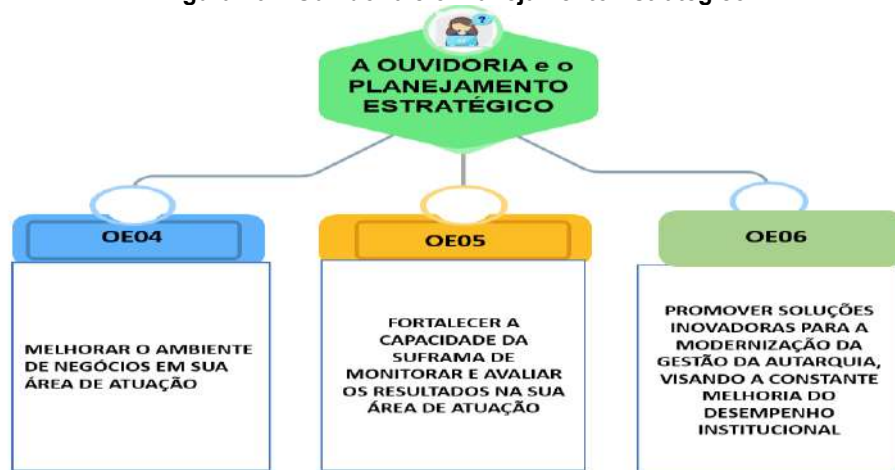 A OUVIDORIA e o
PLANEJAMENTO
ESTRATÉGICO
OE04
MELHORAR O AMBIENTE
DE NEGÓCIOS EM SUA
ÁREA DE ATUAÇÃO
OE05
FORTALECER A
CAPACIDADE DA
SUFRAMA DE
MONITORAR E AVALIAR
OS RESULTADOS NA SUA
ÁREA DE ATUAÇÃO
OE06
PROMOVER SOLUÇÕES
INOVADORAS PARA A
MODERNIZAÇÃO DA
GESTÃO DA AUTARQUIA,
VISANDO A CONSTANTE
MELHORIA DO
DESEMPENHO
INSTITUCIONAL